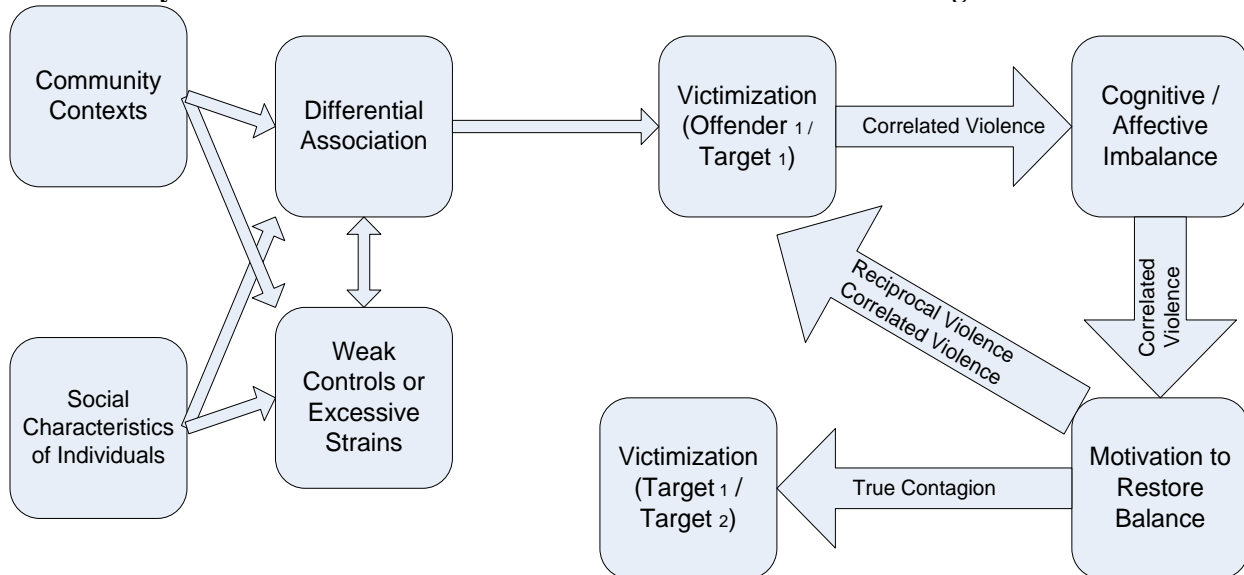 Community
Contexts
Differential
Association
Victimization
(Offender 1 /
Target 1)
Correlated Violence
Cognitive /
Affective
Imbalance
Reciprocal Violence
Correlated Violence
Correlated
Violence
Social
Characteristics
of Individuals
Weak
Controls or
Excessive
Strains
Victimization
(Target 1 /
Target 2)
True Contagion
Motivation to
Restore
Balance